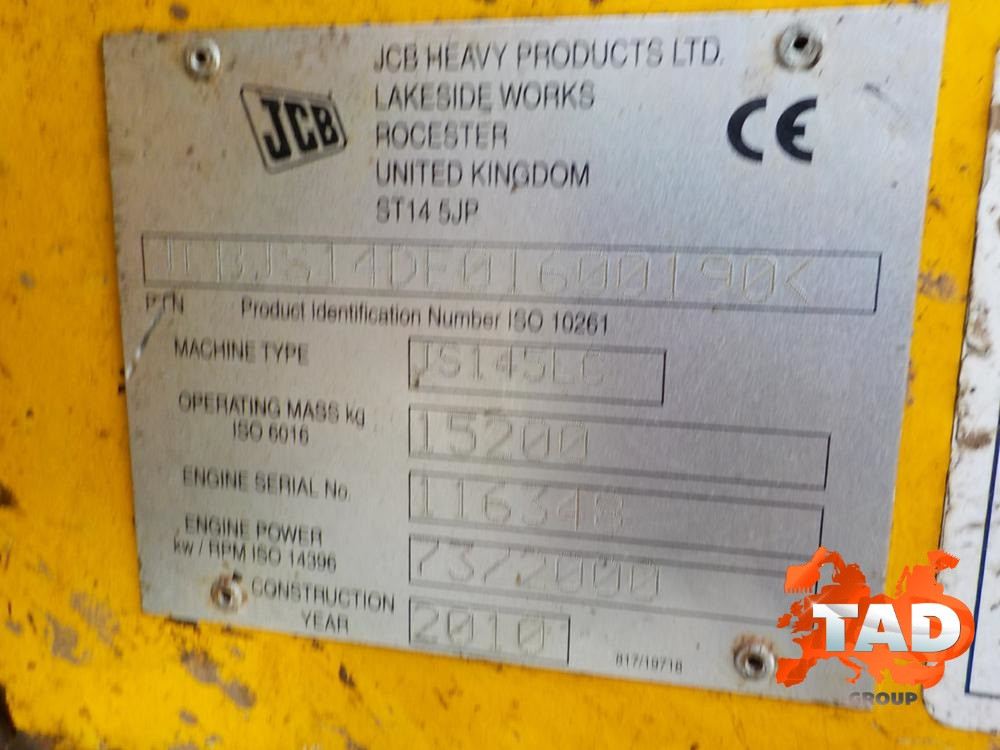 JCB HEAVY PRODUCTS LTD.
JCB
LAKESIDE WORKS
ROCESTER
UNITED KINGDOM
ST14 5JP
CE
JCBJS14DE01600190<
PIN Product Identification Number ISO 10261
MACHINE TYPE JS145LC
OPERATING MASS kg
ISO 6016
15200
ENGINE SERIAL No. 116348
ENGINE POWER
kw / RPM ISO 14396
73/2000
CONSTRUCTION
YEAR
2010
817/19718
TAD
GROUP